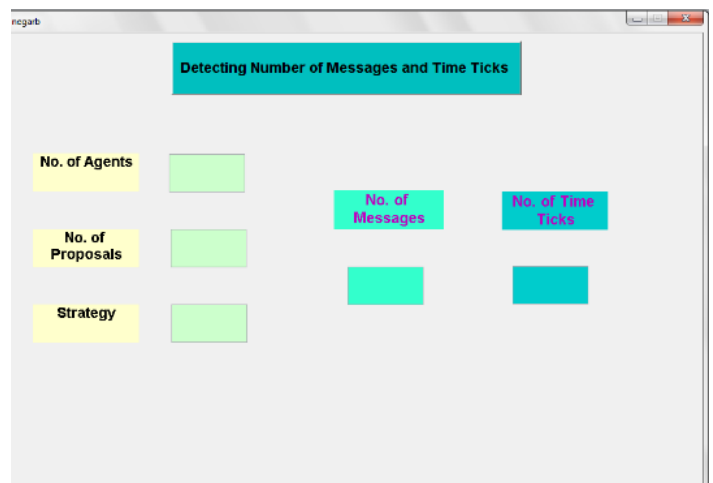 negarb
Detecting Number of Messages and Time Ticks
No. of Agents
No. of
Proposals
Strategy
No. of
Messages
No. of Time
Ticks